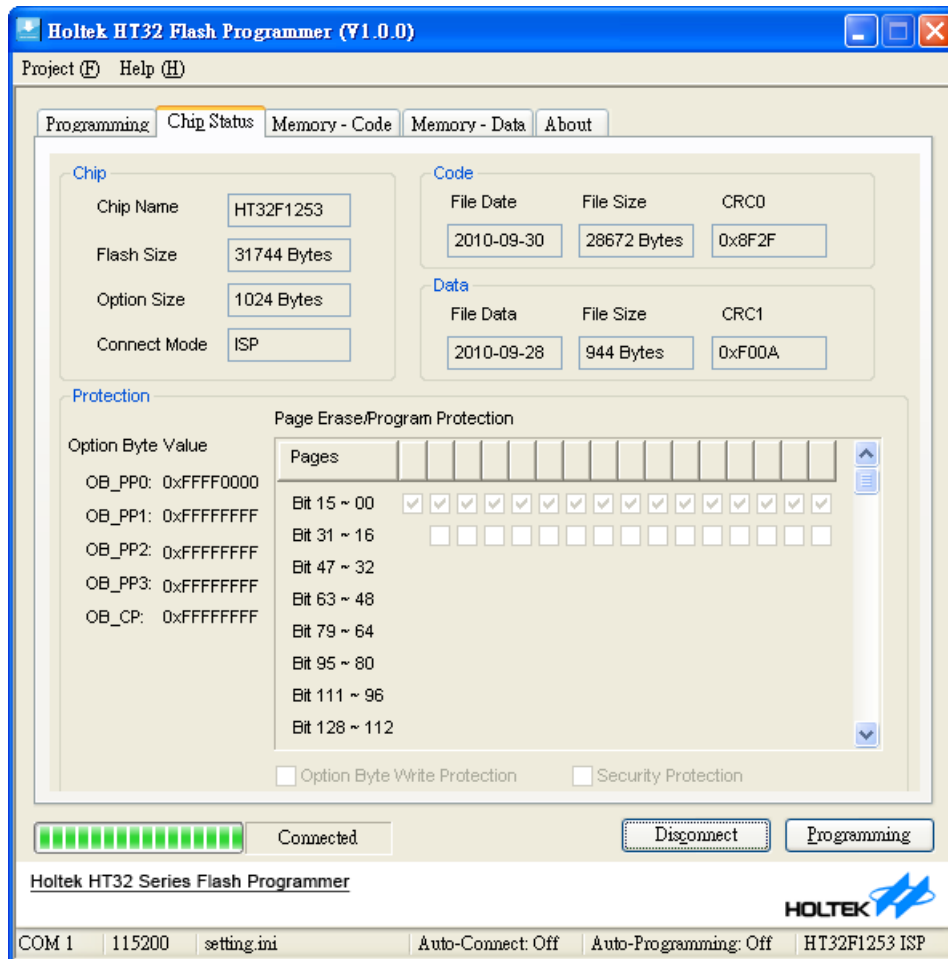 Holtek HT32 Flash Programmer (V1.0.0)
Project (F) Help (H)
Programming Chip Status Memory - Code Memory - Data About
Chip
Chip Name HT32F1253
Flash Size 31744 Bytes
Option Size 1024 Bytes
Connect Mode ISP
Code
File Date File Size CRC0
2010-09-30 28672 Bytes 0x8F2F
Data
File Data File Size CRC1
2010-09-28 944 Bytes 0xF00A
Protection
Option Byte Value
OB_PP0: 0xFFFF0000
OB_PP1: 0xFFFFFFFF
OB_PP2: 0xFFFFFFFF
OB_PP3: 0xFFFFFFFF
OB_CP: 0xFFFFFFFF
Page Erase/Program Protection
Pages
Bit 15 ~ 00
Bit 31 ~ 16
Bit 47 ~ 32
Bit 63 ~ 48
Bit 79 ~ 64
Bit 95 ~ 80
Bit 111 ~ 96
Bit 128 ~ 112
Option Byte Write Protection Security Protection
Connected Disconnect Programming
Holtek HT32 Series Flash Programmer
HOLTEK
COM 1 115200 setting.ini Auto-Connect: Off Auto-Programming: Off HT32F1253 ISP